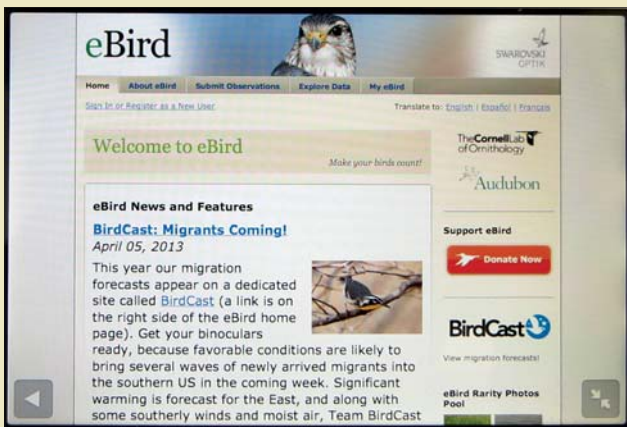 eBird
SWAROVSKI
OPTIK
Home About eBird Submit Observations Explore Data My eBird
Sign In or Register as a New User
Translate to: English | Español | Français
Welcome to eBird
Make your birds count!
TheCornellLab
of Ornithology
Audubon
eBird News and Features
BirdCast: Migrants Coming!
April 05, 2013
This year our migration
forecasts appear on a dedicated
site called BirdCast (a link is on
the right side of the eBird home
page). Get your binoculars
ready, because favorable conditions are likely to
bring several waves of newly arrived migrants into
the southern US in the coming week. Significant
warming is forecast for the East, and along with
some southerly winds and moist air, Team BirdCast
Support eBird
Donate Now
BirdCast
View migration forecasts!
eBird Rarity Photos
Pool